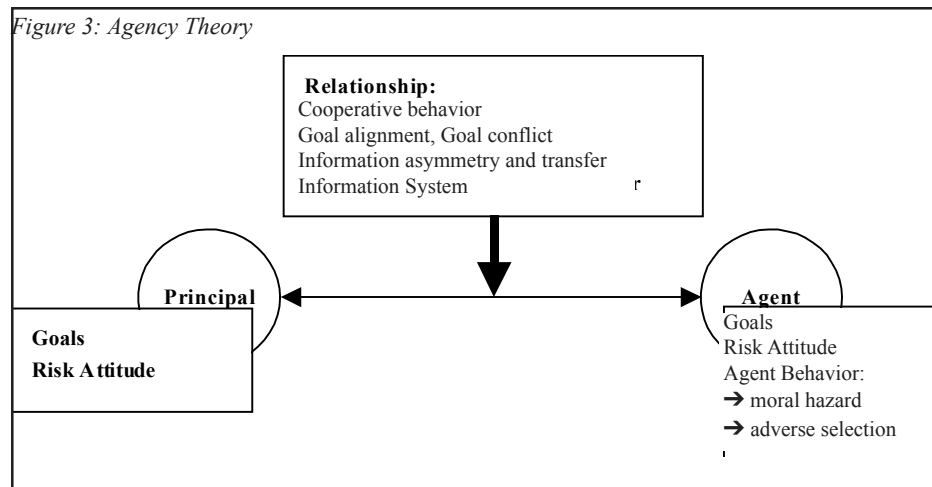 Figure 3: Agency Theory
Relationship:
Cooperative behavior
Goal alignment, Goal conflict
Information asymmetry and transfer
Information System r
Principal
Goals
Risk Attitude
Agent
Goals
Risk Attitude
Agent Behavior:
➔ moral hazard
➔ adverse selection